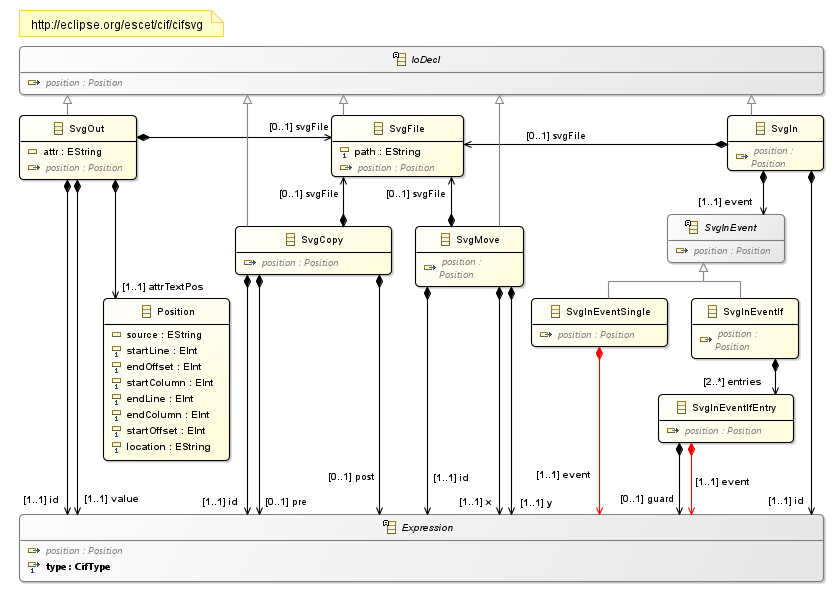 http://eclipse.org/escet/cif/cifsvg
IoDecl
position : Position
SvgOut
attr : EString
position : Position
[0..1] svgFile
SvgFile
path : EString
position : Position
[0..1] svgFile
SvgIn
position :
Position
[0..1] svgFile
[0..1] svgFile
[1..1] event
SvgCopy
position : Position
SvgMove
position :
Position
SvgInEvent
position : Position
[1..1] attrTextPos
Position
source : EString
startLine : EInt
endOffset : EInt
startColumn : EInt
endLine : EInt
endColumn : EInt
startOffset : EInt
location : EString
SvgInEventSingle
position : Position
SvgInEventIf
position :
Position
[2..*] entries
SvgInEventIfEntry
position : Position
[1..1] id
[1..1] value
[1..1] id
[0..1] pre
[0..1] post
[1..1] id
[1..1] x
[1..1] y
[1..1] event
[0..1] guard
[1..1] event
[1..1] id
Expression
position : Position
type : CifType